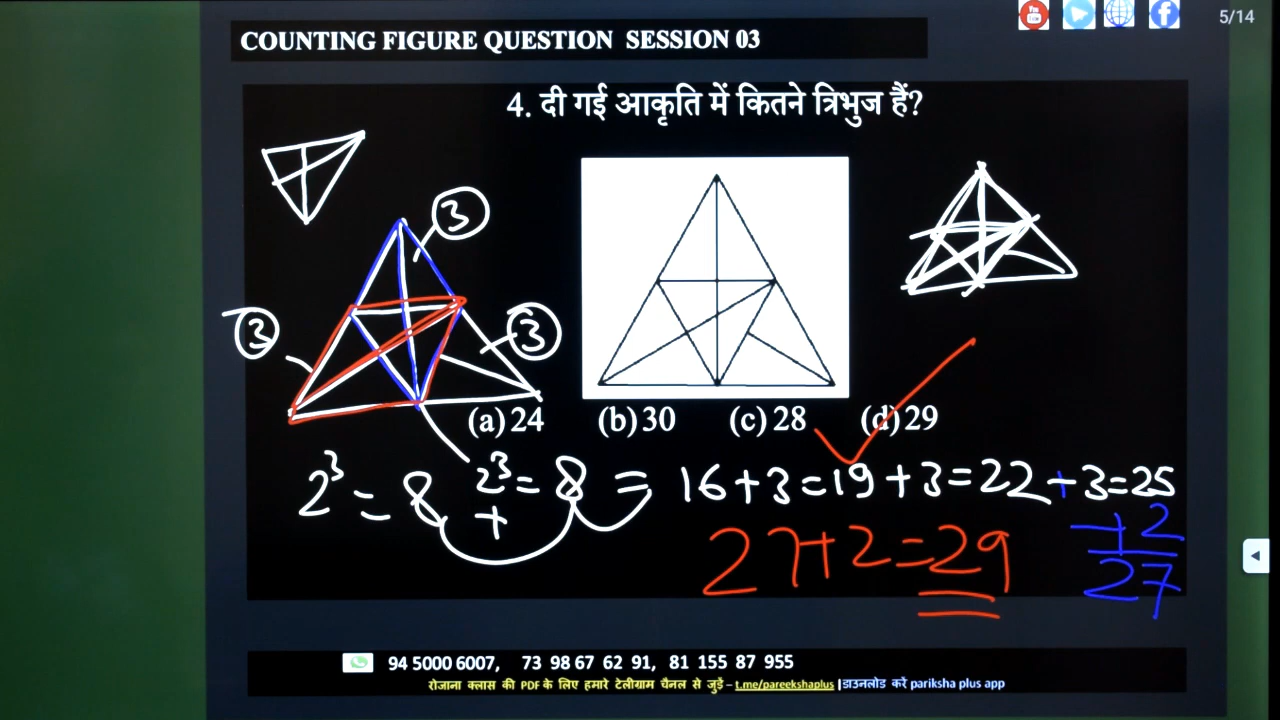 5/14
COUNTING FIGURE QUESTION SESSION 03
4. दी गई आकृति में कितने त्रिभुज हैं?
3
3
3
(a) 24 (b) 30 (c) 28 (d) 29
2³ = 8 + 2³ = 8 = 16+3=19+3=22+3=25
+2
27
27+2=29
94 5000 6007, 73 98 67 62 91, 81 155 87 955
रोजाना क्लास की PDF के लिए हमारे टेलीग्राम चैनल से जुड़ें – t.me/pareekshaplus | डाउनलोड करें pariksha plus app